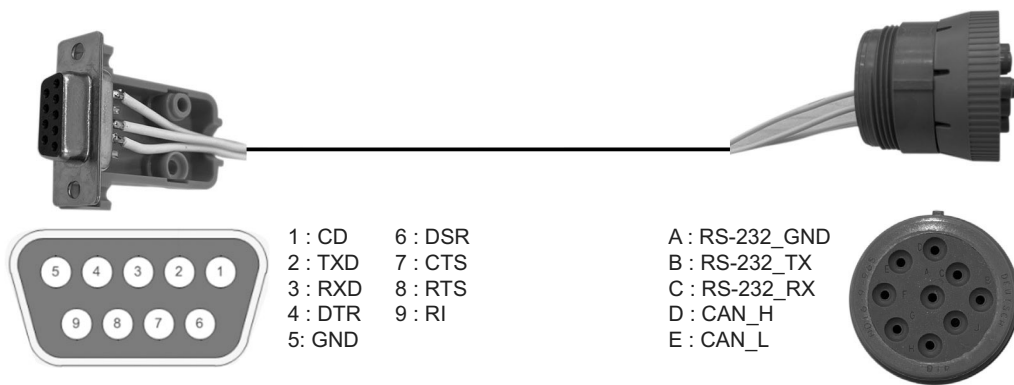 1 : CD
2 : TXD
3 : RXD
4 : DTR
5: GND
6 : DSR
7 : CTS
8 : RTS
9 : RI
A : RS-232_GND
B : RS-232_TX
C : RS-232_RX
D : CAN_H
E : CAN_L
5 4 3 2 1
9 8 7 6